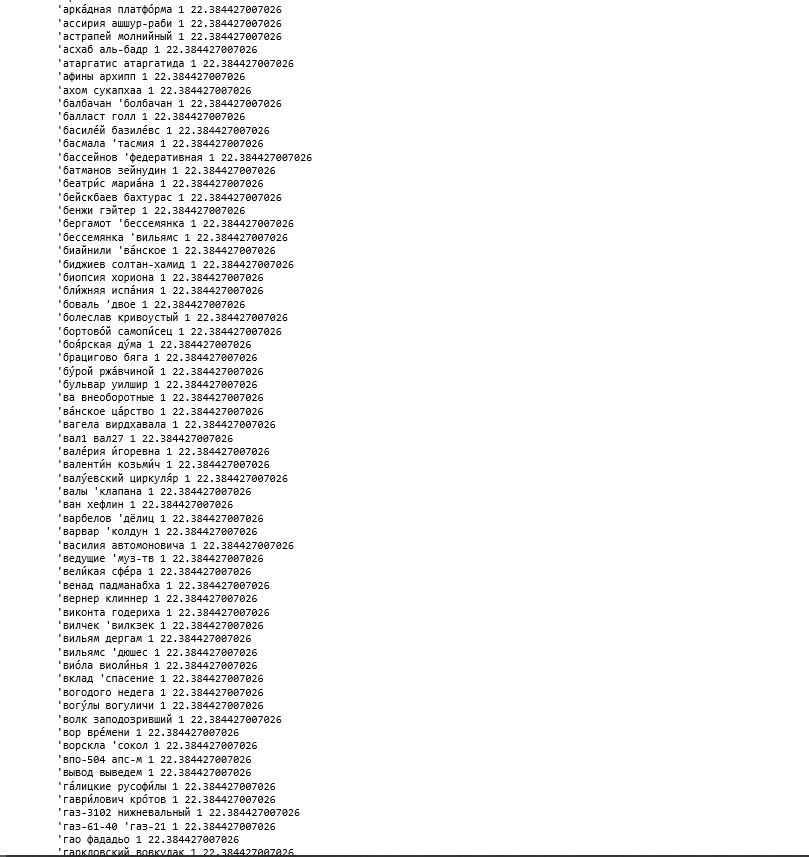 'арка́дная платфо́рма 1 22.384427007026
'ассирия ашшур-раби 1 22.384427007026
'астрапей молнийный 1 22.384427007026
'асхаб аль-бадр 1 22.384427007026
'атаргатис атаргатида 1 22.384427007026
'афины архипп 1 22.384427007026
'ахом сукапхаа 1 22.384427007026
'балбачан 'болбачан 1 22.384427007026
'балласт голл 1 22.384427007026
'басиле́й базиле́вс 1 22.384427007026
'басмала 'тасмия 1 22.384427007026
'бассейнов 'федеративная 1 22.384427007026
'батманов зейнудин 1 22.384427007026
'беатри́с мариа́на 1 22.384427007026
'бейскбаев бахтурас 1 22.384427007026
'бенжи гэйтер 1 22.384427007026
'бергамот 'бессемянка 1 22.384427007026
'бессемянка 'вильямс 1 22.384427007026
'биайнили 'ва́нское 1 22.384427007026
'биджиев солтан-хамид 1 22.384427007026
'биопсия хориона 1 22.384427007026
'бли́жняя испа́ния 1 22.384427007026
'боваль 'двое 1 22.384427007026
'болеслав кривоустый 1 22.384427007026
'бортово́й самопи́сец 1 22.384427007026
'боя́рская ду́ма 1 22.384427007026
'брацигово бяга 1 22.384427007026
'бу́рой ржа́вчиной 1 22.384427007026
'бульвар уилшир 1 22.384427007026
'ва внеоборотные 1 22.384427007026
'ва́нское ца́рство 1 22.384427007026
'вагела вирдхавала 1 22.384427007026
'вал1 вал27 1 22.384427007026
'вале́рия и́горевна 1 22.384427007026
'валенти́н козьми́ч 1 22.384427007026
'валу́евский циркуля́р 1 22.384427007026
'валы 'клапана 1 22.384427007026
'ван хефлин 1 22.384427007026
'варбелов 'дёлиц 1 22.384427007026
'варвар 'колдун 1 22.384427007026
'василия автомоновича 1 22.384427007026
'ведущие 'муз-тв 1 22.384427007026
'вели́кая сфе́ра 1 22.384427007026
'венад падманабха 1 22.384427007026
'вернер клиннер 1 22.384427007026
'виконта годериха 1 22.384427007026
'вилчек 'вилкзек 1 22.384427007026
'вильям дергам 1 22.384427007026
'вильямс 'дюшес 1 22.384427007026
'вио́ла виоли́нья 1 22.384427007026
'вклад 'спасение 1 22.384427007026
'вогодого недега 1 22.384427007026
'вогу́лы вогуличи 1 22.384427007026
'волк заподозривший 1 22.384427007026
'вор вре́мени 1 22.384427007026
'ворскла 'сокол 1 22.384427007026
'впо-504 апс-м 1 22.384427007026
'вывод выведем 1 22.384427007026
'га́лицкие русофи́лы 1 22.384427007026
'гаври́лович кро́тов 1 22.384427007026
'газ-3102 нижневальный 1 22.384427007026
'газ-61-40 'газ-21 1 22.384427007026
'гао фададьо 1 22.384427007026
'гаркловский вовкулак 1 22.384427007026